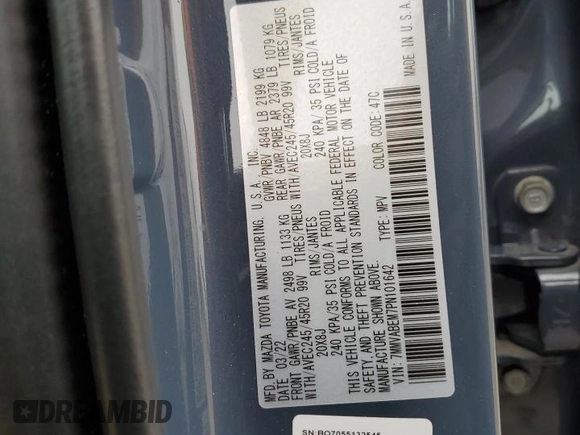 MFD. BY MAZDA TOYOTA MANUFACTURING, U.S.A., INC.
DATE 03/22 GVWR/PNBV 4848 LB 2199 KG
FRONT GAWR/PNBE AV 2498 LB 1133 KG REAR GAWR/PNBE AR 2379 LB 1079 KG
WITH/AVEC245/45R20 99V TIRES/PNEUS WITH/AVEC245/45R20 99V TIRES/PNEUS
20X8J RIMS/JANTES 20X8J RIMS/JANTES
240 KPA/35 PSI COLD/A FROID 240 KPA/35 PSI COLD/A FROID
THIS VEHICLE CONFORMS TO ALL APPLICABLE FEDERAL MOTOR VEHICLE
SAFETY, AND THEFT PREVENTION STANDARDS IN EFFECT ON THE DATE OF
MANUFACTURE SHOWN ABOVE.
VIN: 7MMVABEM7PN101642 TYPE: MPV COLOR CODE:47C MADE IN U.S.A.
SN:BO7055132545
DREAMBID